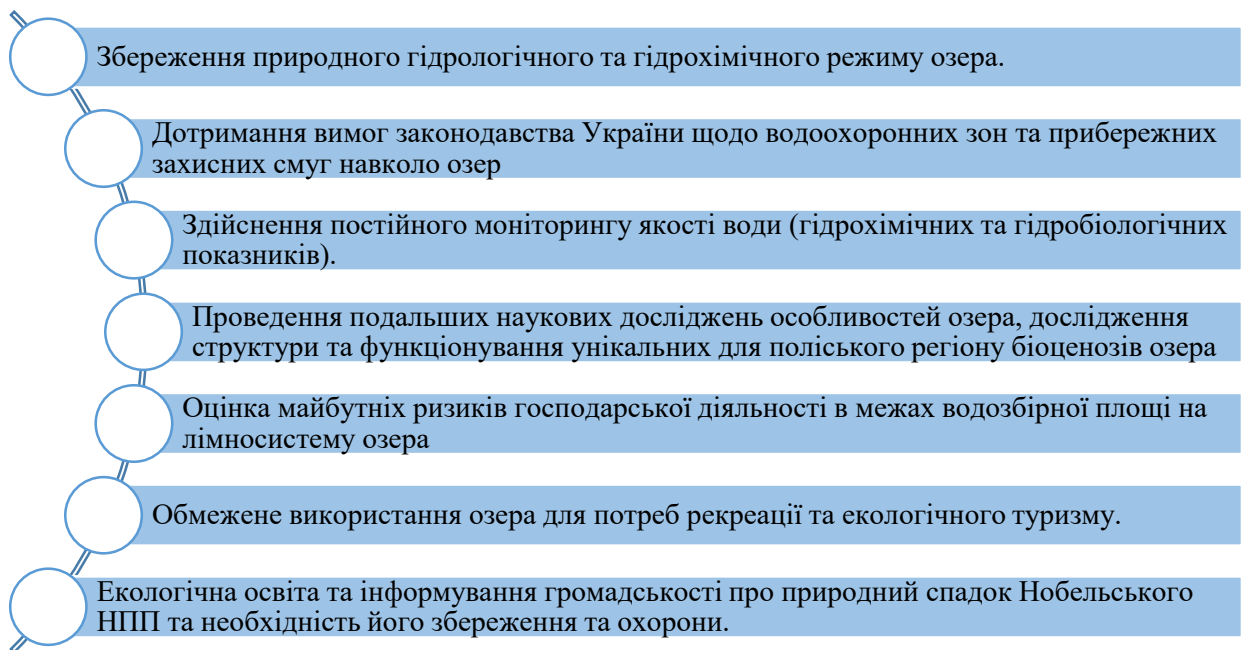 Збереження природного гідрологічного та гідрохімічного режиму озера.
Дотримання вимог законодавства України щодо водоохоронних зон та прибережних
захисних смуг навколо озер
Здійснення постійного моніторингу якості води (гідрохімічних та гідробіологічних
показників).
Проведення подальших наукових досліджень особливостей озера, дослідження
структури та функціонування унікальних для поліського регіону біоценозів озера
Оцінка майбутніх ризиків господарської діяльності в межах водозбірної площі на
лімносистему озера
Обмежене використання озера для потреб рекреації та екологічного туризму.
Екологічна освіта та інформування громадськості про природний спадок Нобельського
НПП та необхідність його збереження та охорони.